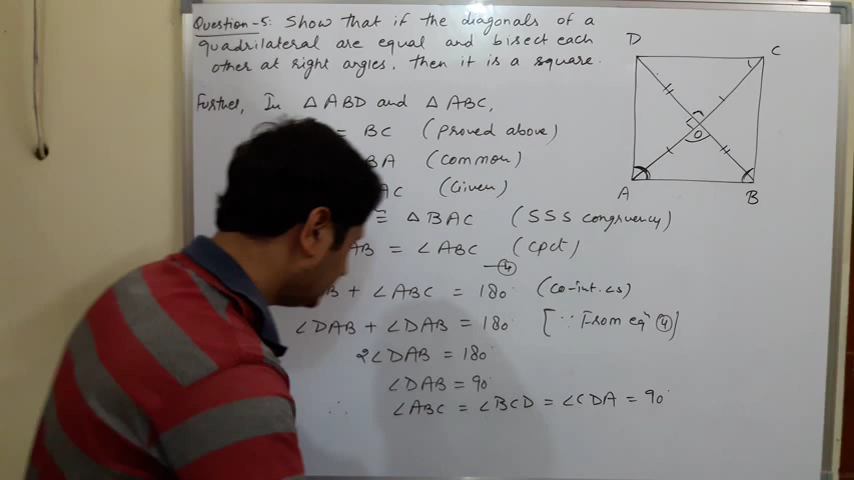 Question-5: Show that if the diagonals of a
quadrilateral are equal and bisect each
other at right angles, then it is a square.
Further, In △ ABD and △ ABC,
= BC (Proved above)
BA (common)
AC (Given)
≅ △ BAC (SSS congruency)
AB = ∠ABC (cpct)
—④
B + ∠ABC = 180° (Co-int. ∠s)
∠DAB + ∠DAB = 180° [∵ From eqⁿ ④]
2∠DAB = 180°
∠DAB = 90°
∴ ∠ABC = ∠BCD = ∠CDA = 90°
D
C
O
A
B